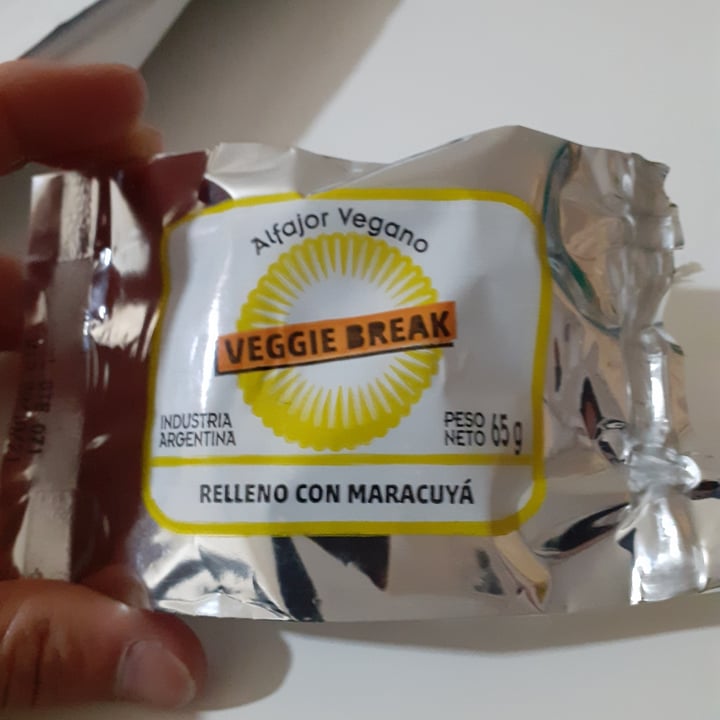 Alfajor Vegano
VEGGIE BREAK
INDUSTRIA
ARGENTINA
PESO
NETO 65 g
RELLENO CON MARACUYÁ